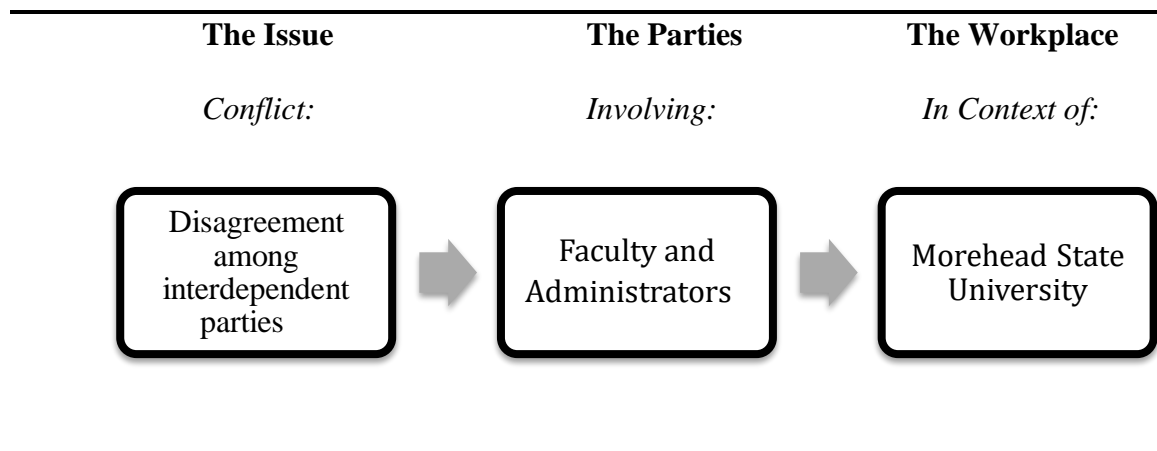 The Issue
The Parties
The Workplace
Conflict:
Involving:
In Context of:
Disagreement
among
interdependent
parties
Faculty and
Administrators
Morehead State
University